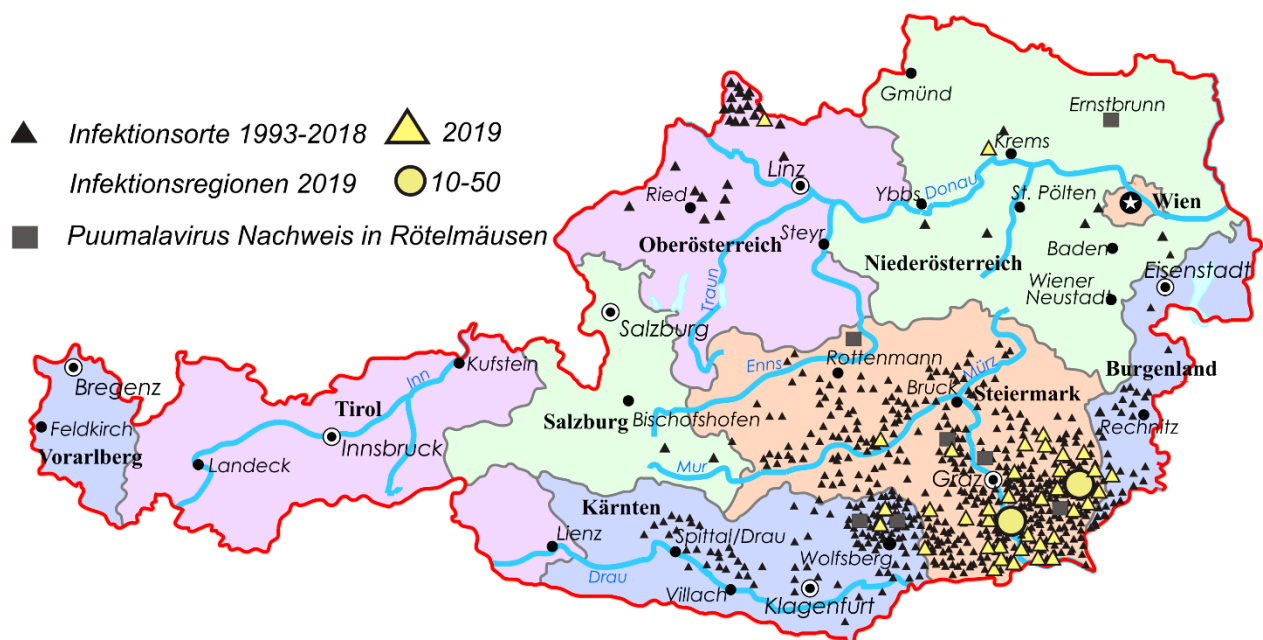 Infektionsorte 1993-2018
2019
Infektionsregionen 2019
10-50
Puumalavirus Nachweis in Rötelmäusen
Gmünd
Ernstbrunn
Krems
Linz
Ried
Ybbs
Donau
St. Pölten
Wien
Oberösterreich
Steyr
Niederösterreich
Baden
Eisenstadt
Wiener
Neustadt
Traun
Salzburg
Kufstein
Enns
Rottenmann
Mürz
Burgenland
Bregenz
Inn
Tirol
Bruck
Steiermark
Salzburg
Bischofshofen
Rechnitz
Feldkirch
Innsbruck
Vorarlberg
Landeck
Mur
Graz
Kärnten
Lienz
Spittal/Drau
Wolfsberg
Drau
Villach
Klagenfurt